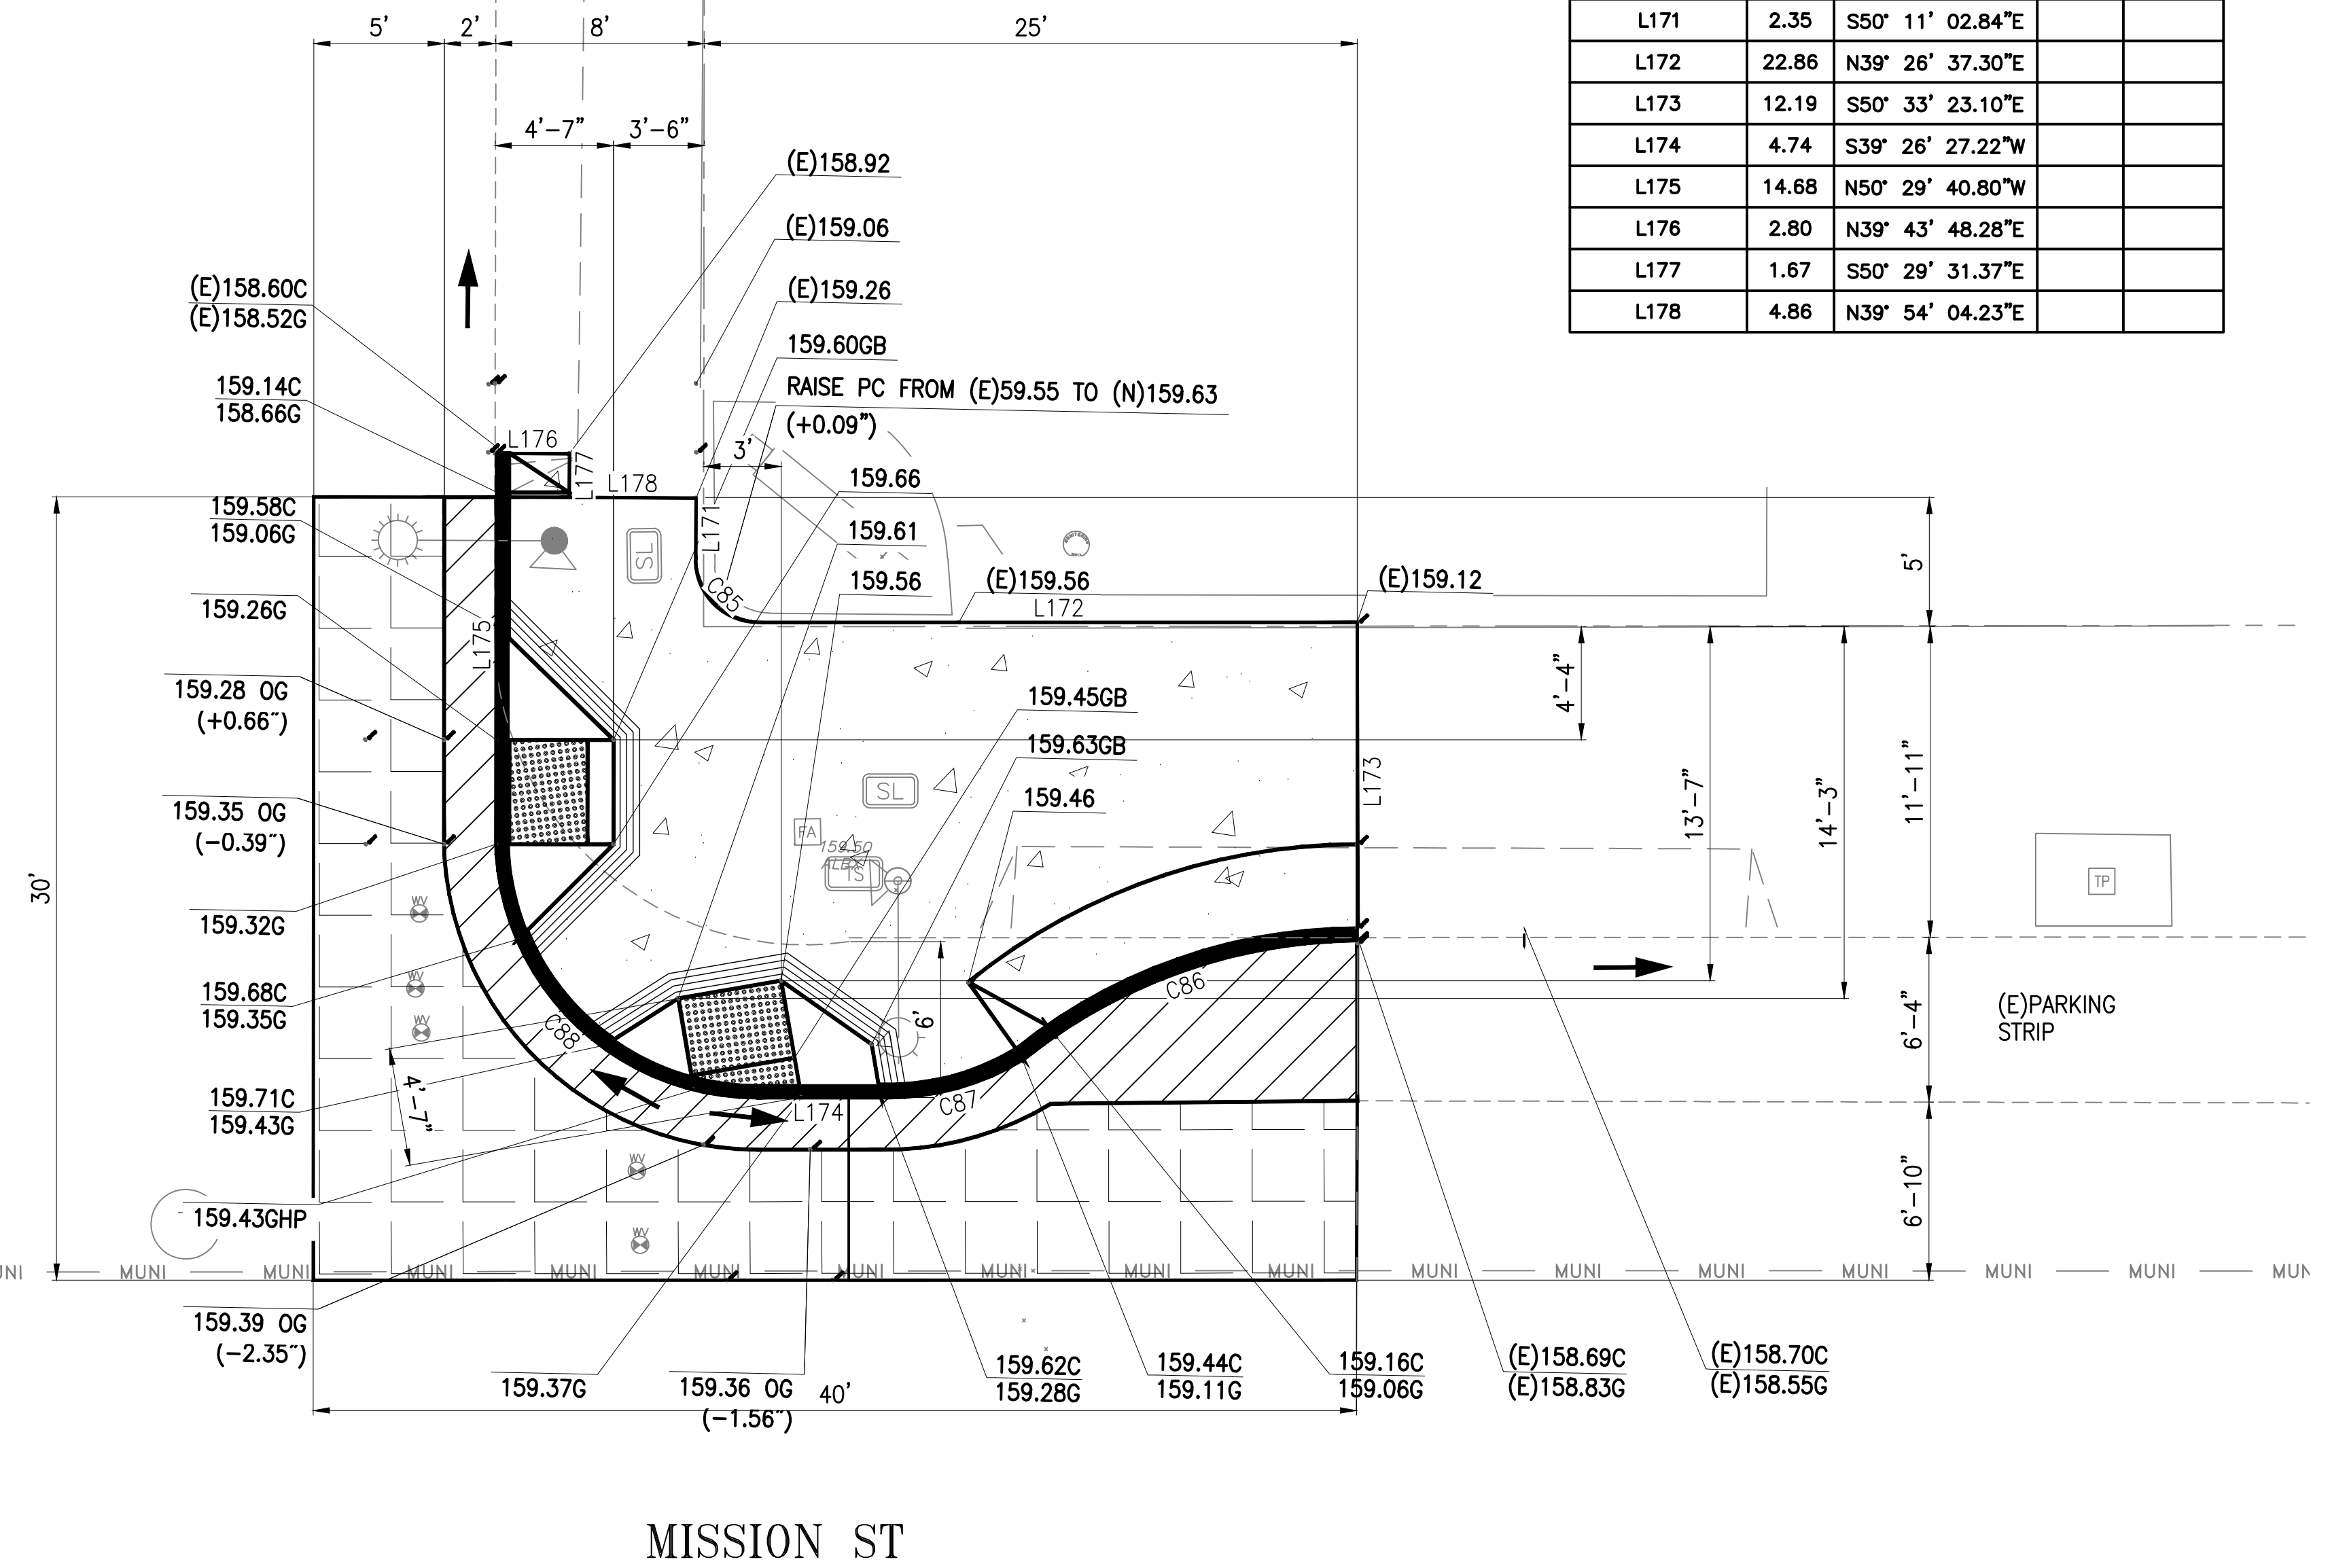 5' 2' 8' 25'
L171 2.35 S50° 11' 02.84"E
L172 22.86 N39° 26' 37.30"E
L173 12.19 S50° 33' 23.10"E
L174 4.74 S39° 26' 27.22"W
L175 14.68 N50° 29' 40.80"W
L176 2.80 N39° 43' 48.28"E
L177 1.67 S50° 29' 31.37"E
L178 4.86 N39° 54' 04.23"E
4'-7" 3'-6"
(E)158.92
(E)159.06
(E)159.26
159.60GB
RAISE PC FROM (E)59.55 TO (N)159.63
(+0.09")
3'
(E)158.60C
(E)158.52G
159.14C
158.66G
L176
L177
L178
159.66
159.58C
159.06G
L171
SL
159.61
159.56
(E)159.56
(E)159.12
5'
C85
L172
159.26G
L175
159.28 OG
(+0.66")
159.45GB
159.63GB
159.46
4'-4"
13'-7"
14'-3"
11'-11"
L173
SL
FA
159.50
TS
TP
159.35 OG
(-0.39")
30'
WV
159.32G
WV
159.68C
159.35G
WV
C88
C86
6'
6'-4"
(E)PARKING
STRIP
159.71C
159.43G
4'-7"
L174
C87
WV
6'-10"
159.43GHP
WV
MUNI MUNI MUNI MUNI MUNI MUNI MUNI MUNI MUNI MUNI MUNI MUNI MUNI MUNI MUNI
159.39 OG
(-2.35")
159.37G
159.36 OG
(-1.56")
40'
159.62C
159.28G
159.44C
159.11G
159.16C
159.06G
(E)158.69C
(E)158.83G
(E)158.70C
(E)158.55G
MISSION ST